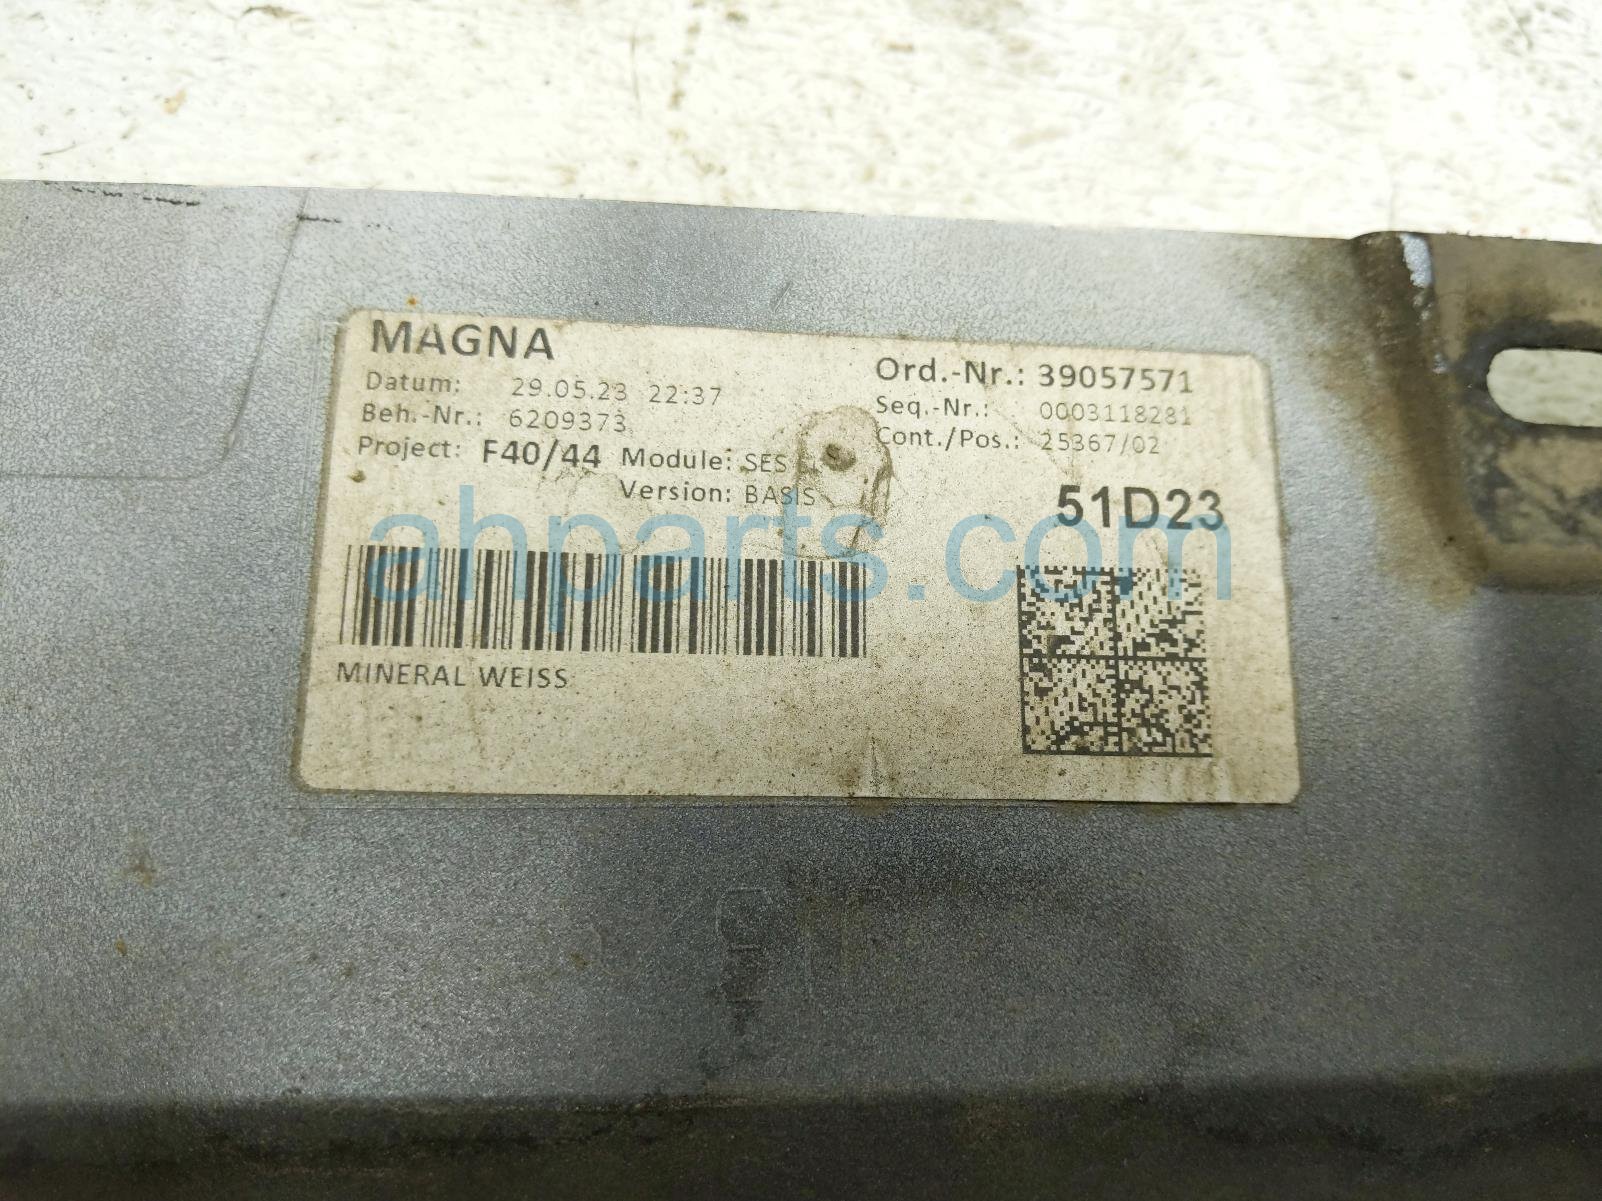 MAGNA
Datum: 29.05.23 22:37
Beh.-Nr.: 6209373
Project: F40/44 Module: SES
Version: BASIS
Ord.-Nr.: 39057571
Seq.-Nr.: 0003118281
Cont./Pos.: 25367/02
51D23
MINERAL WEISS
ahparts.com